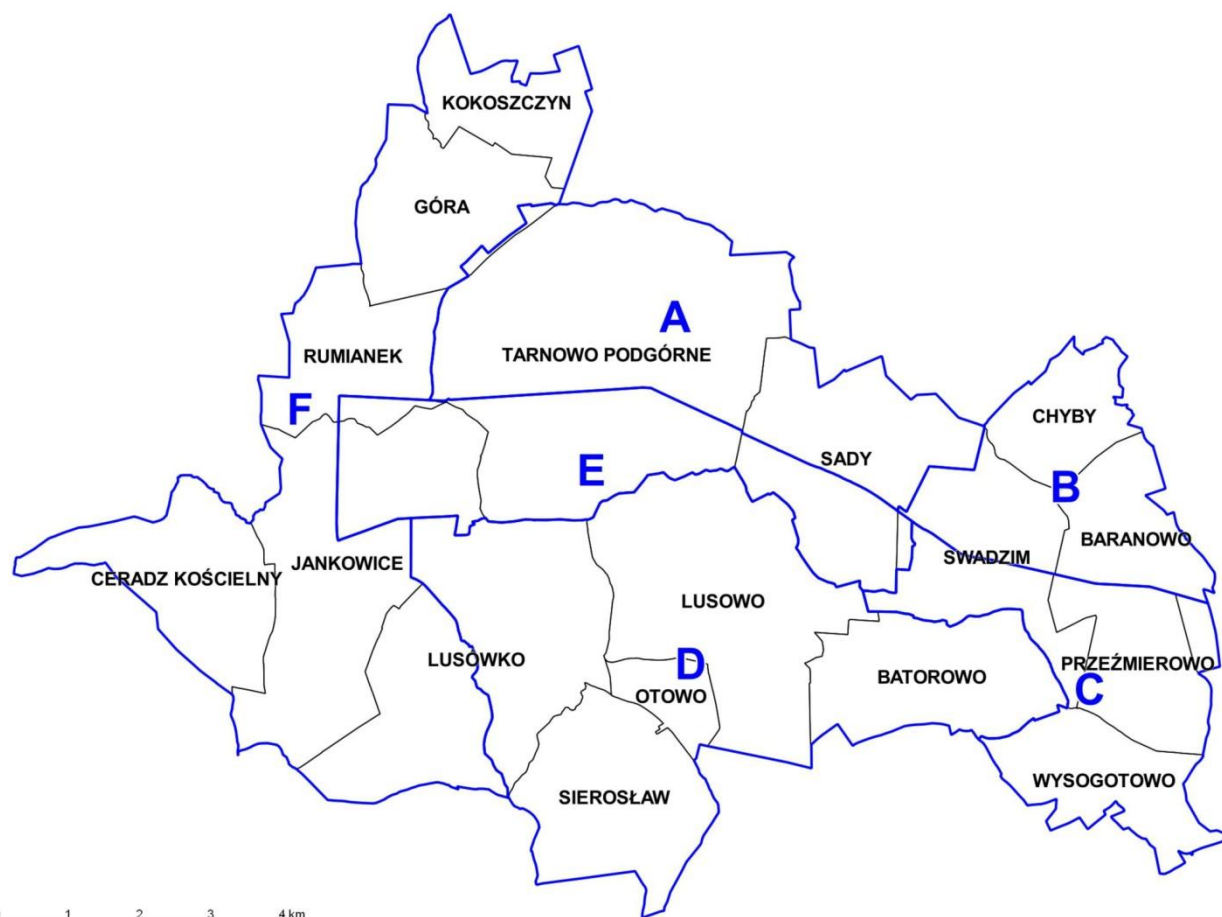 KOKOSZCZYN
GÓRA
A
RUMIANEK
TARNOWO PODGÓRNE
F
CHYBY
SADY
E
B
BARANOWO
SWADZIM
JANKOWICE
CERADZ KOŚCIELNY
LUSOWO
LUSÓWKO
D
PRZEŹMIEROWO
OTOWO
BATOROWO
C
WYSOGOTOWO
SIEROSŁAW
1 2 3 4 km